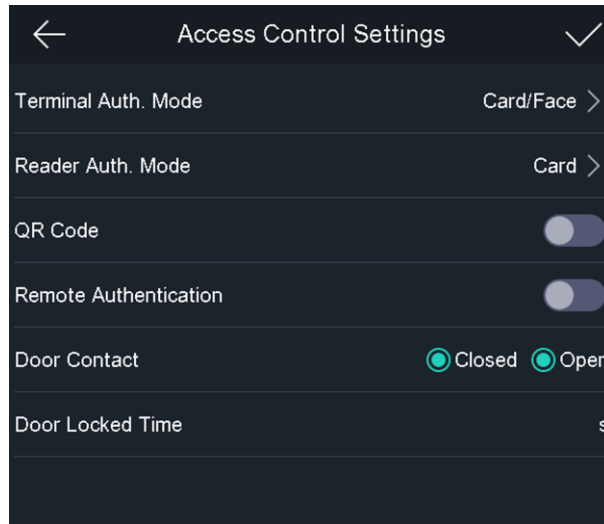 Access Control Settings
Terminal Auth. Mode Card/Face
Reader Auth. Mode Card
QR Code
Remote Authentication
Door Contact Closed Oper
Door Locked Time s